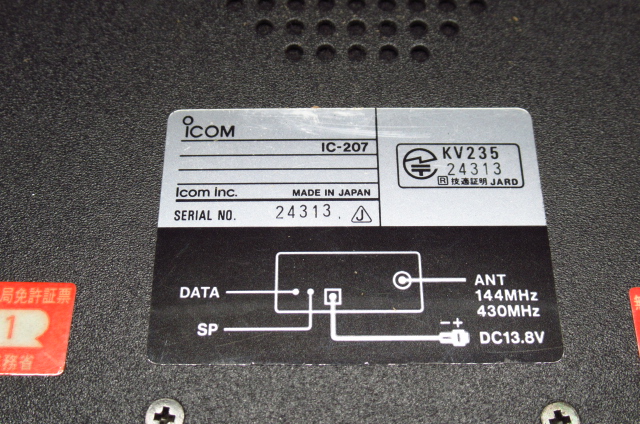 ICOM
IC-207
Icom Inc. MADE IN JAPAN
SERIAL NO. 24313. J
KV235
24313
R 技適証明 JARD
DATA
SP
ANT
144MHz
430MHz
- +
DC13.8V
局免許証票
1
務省